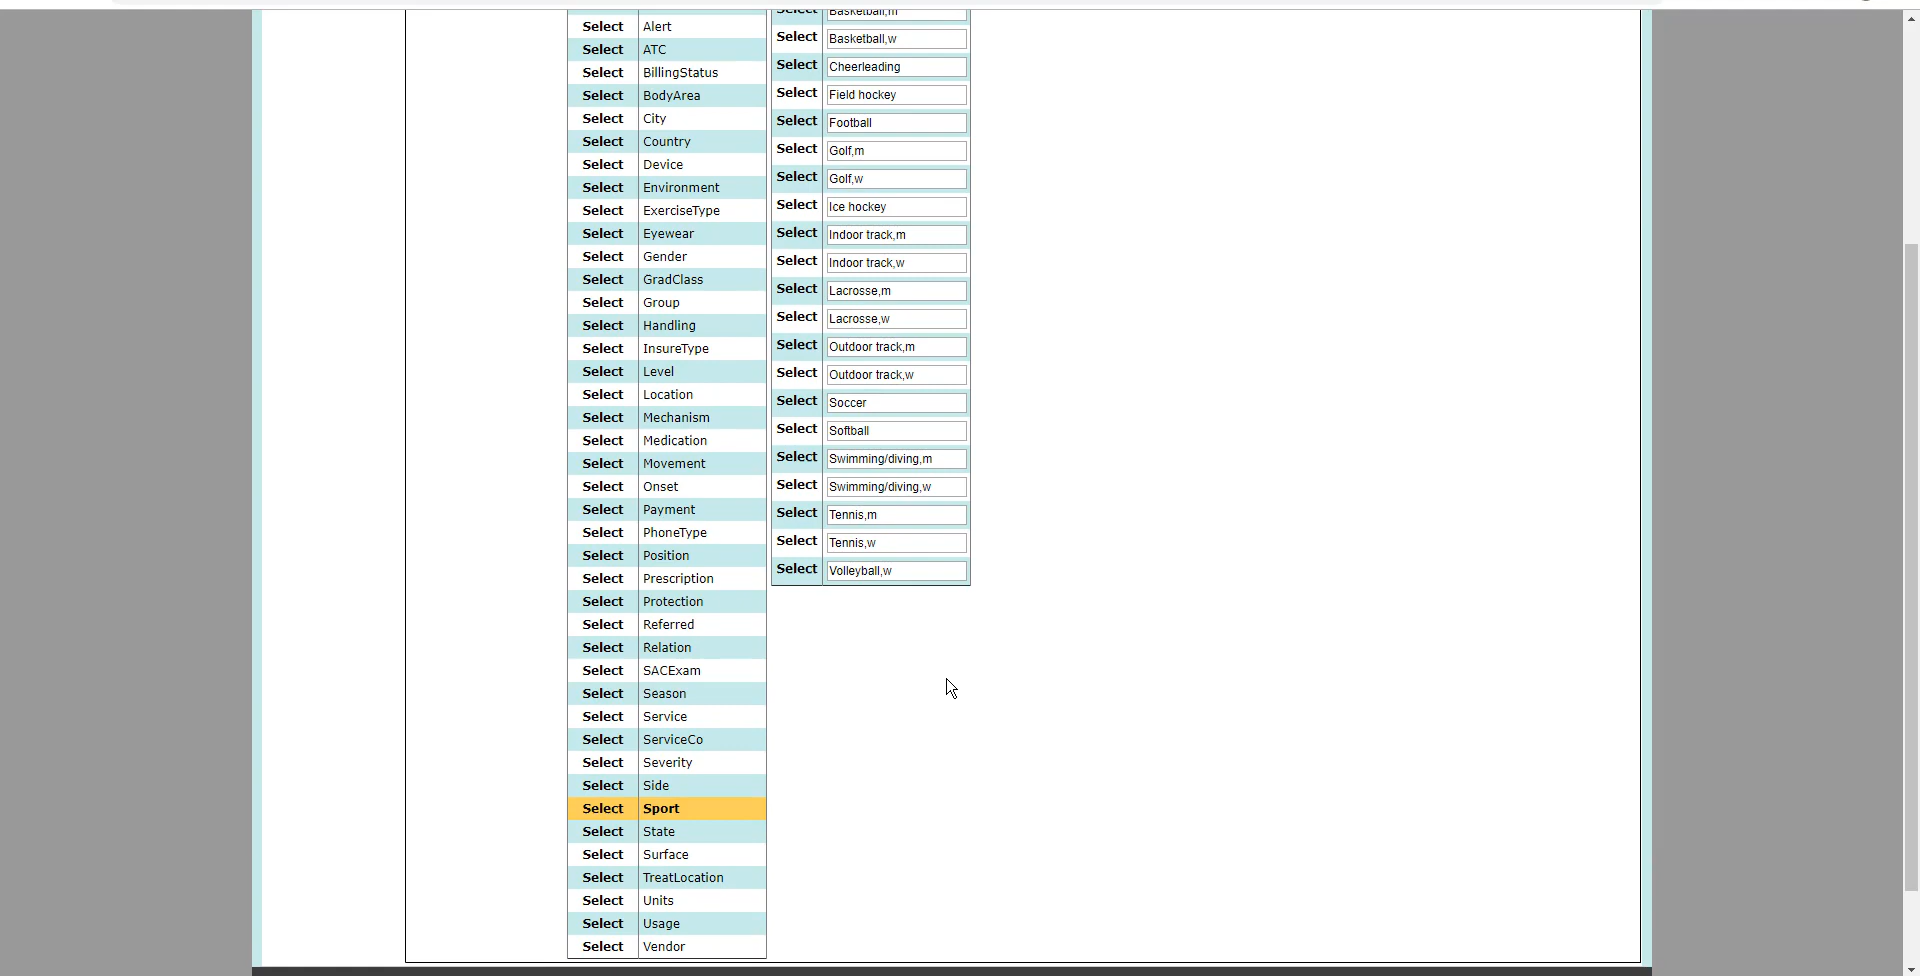 Select Alert
Select ATC
Select BillingStatus
Select BodyArea
Select City
Select Country
Select Device
Select Environment
Select ExerciseType
Select Eyewear
Select Gender
Select GradClass
Select Group
Select Handling
Select InsureType
Select Level
Select Location
Select Mechanism
Select Medication
Select Movement
Select Onset
Select Payment
Select PhoneType
Select Position
Select Prescription
Select Protection
Select Referred
Select Relation
Select SACExam
Select Season
Select Service
Select ServiceCo
Select Severity
Select Side
Select Sport
Select State
Select Surface
Select TreatLocation
Select Units
Select Usage
Select Vendor
Select Basketball,m
Select Basketball,w
Select Cheerleading
Select Field hockey
Select Football
Select Golf,m
Select Golf,w
Select Ice hockey
Select Indoor track,m
Select Indoor track,w
Select Lacrosse,m
Select Lacrosse,w
Select Outdoor track,m
Select Outdoor track,w
Select Soccer
Select Softball
Select Swimming/diving,m
Select Swimming/diving,w
Select Tennis,m
Select Tennis,w
Select Volleyball,w